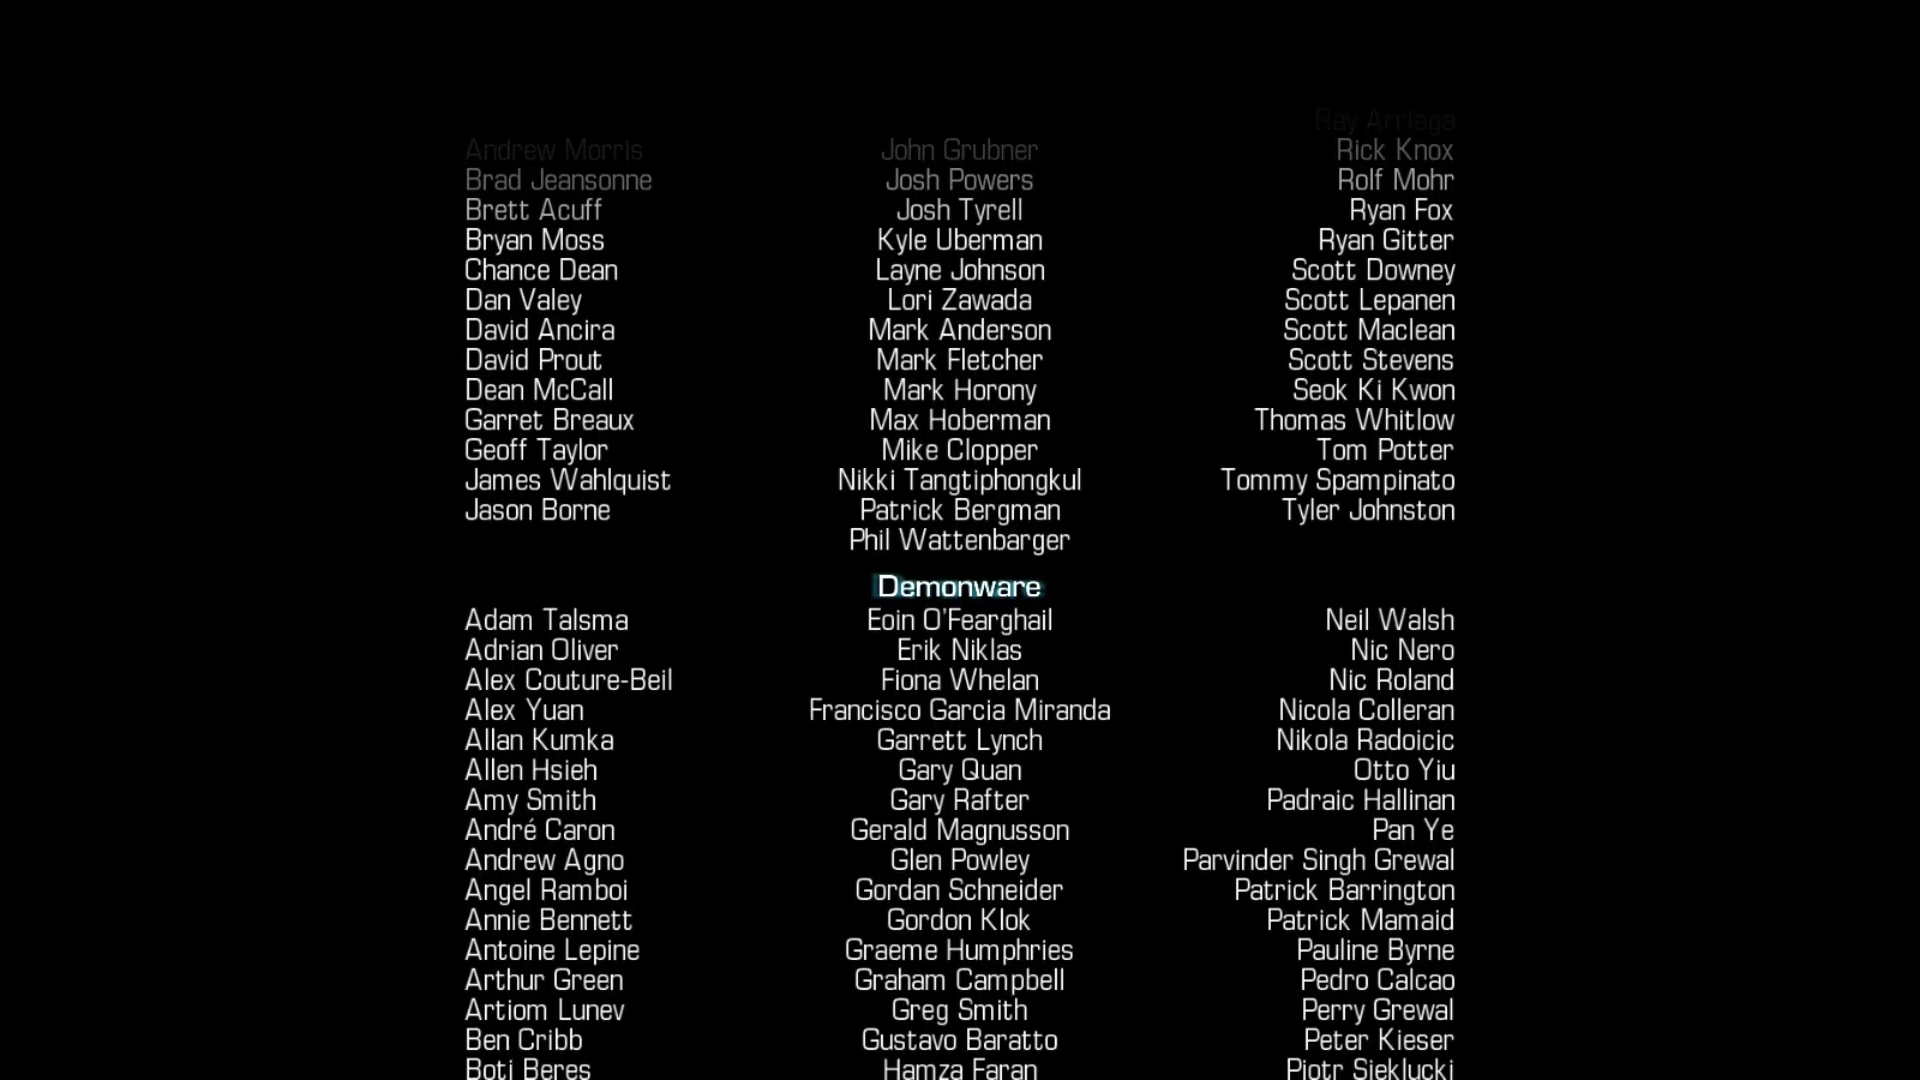 Ray Arriaga
Andrew Morris John Grubner Rick Knox
Brad Jeansonne Josh Powers Rolf Mohr
Brett Acuff Josh Tyrell Ryan Fox
Bryan Moss Kyle Uberman Ryan Gitter
Chance Dean Layne Johnson Scott Downey
Dan Valey Lori Zawada Scott Lepanen
David Ancira Mark Anderson Scott Maclean
David Prout Mark Fletcher Scott Stevens
Dean McCall Mark Horony Seok Ki Kwon
Garret Breaux Max Hoberman Thomas Whitlow
Geoff Taylor Mike Clopper Tom Potter
James Wahlquist Nikki Tangtiphongkul Tommy Spampinato
Jason Borne Patrick Bergman Tyler Johnston
Phil Wattenbarger
Demonware
Adam Talsma Eoin O'Fearghail Neil Walsh
Adrian Oliver Erik Niklas Nic Nero
Alex Couture-Beil Fiona Whelan Nic Roland
Alex Yuan Francisco Garcia Miranda Nicola Colleran
Allan Kumka Garrett Lynch Nikola Radoicic
Allen Hsieh Gary Quan Otto Yiu
Amy Smith Gary Rafter Padraic Hallinan
André Caron Gerald Magnusson Pan Ye
Andrew Agno Glen Powley Parvinder Singh Grewal
Angel Ramboi Gordan Schneider Patrick Barrington
Annie Bennett Gordon Klok Patrick Mamaid
Antoine Lepine Graeme Humphries Pauline Byrne
Arthur Green Graham Campbell Pedro Calcao
Artiom Lunev Greg Smith Perry Grewal
Ben Cribb Gustavo Baratto Peter Kieser
Boti Beres Hamza Faran Piotr Sieklucki